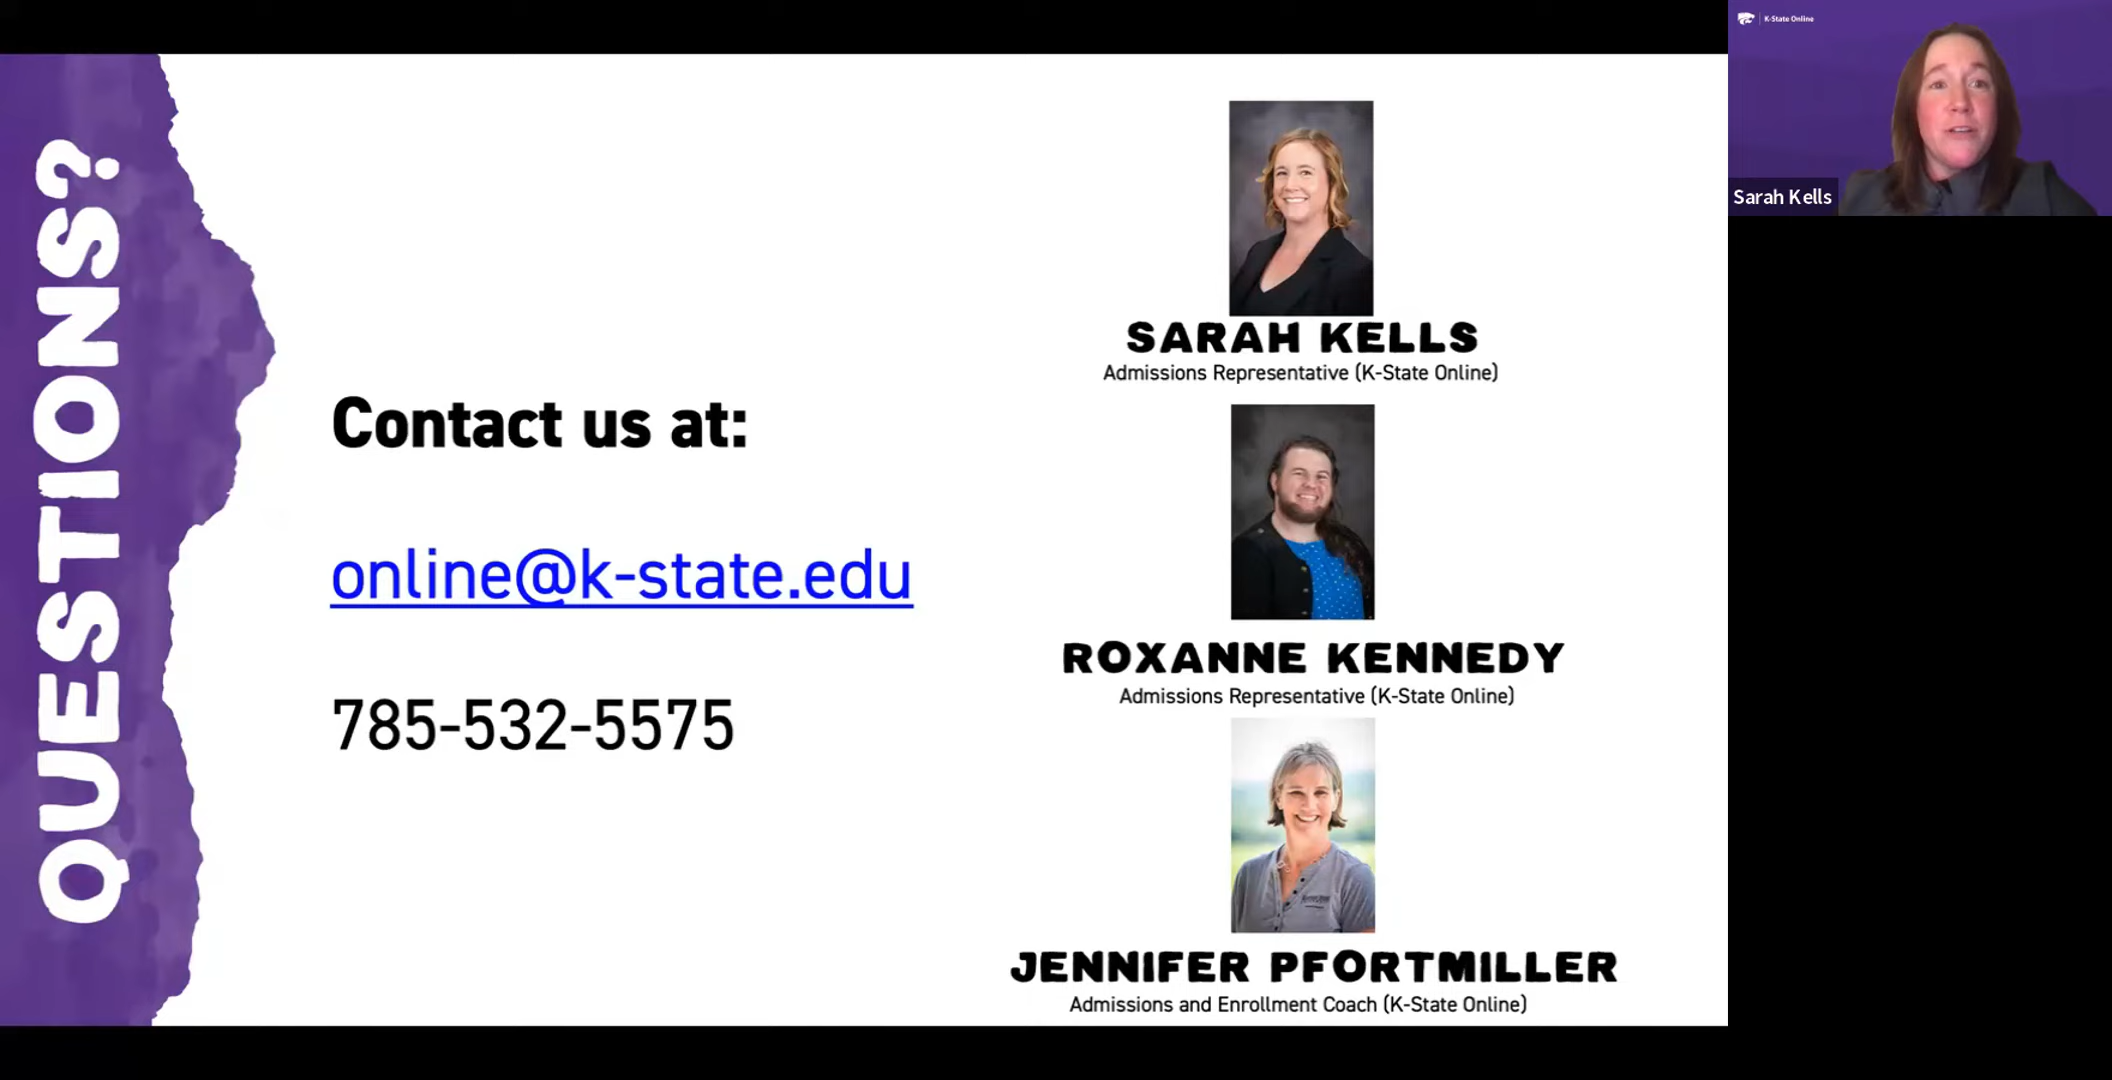 QUESTIONS?
Contact us at:
online@k-state.edu
785-532-5575
SARAH KELLS
Admissions Representative (K-State Online)
ROXANNE KENNEDY
Admissions Representative (K-State Online)
JENNIFER PFORTMILLER
Admissions and Enrollment Coach (K-State Online)
K-State Online
Sarah Kells